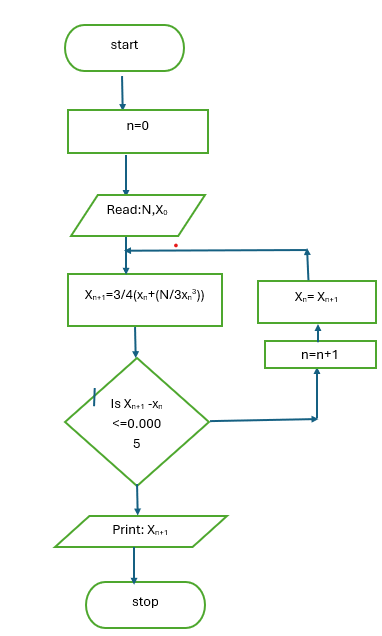 start
n=0
Read:N,X₀
Xₙ₊₁=3/4(xₙ+(N/3xₙ³))
Xₙ= Xₙ₊₁
n=n+1
Is Xₙ₊₁ -xₙ
<=0.000
5
Print: Xₙ₊₁
stop